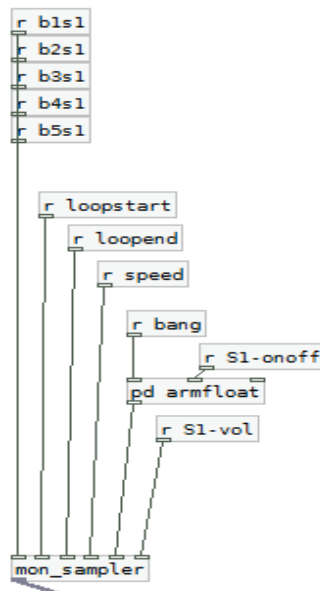 r b1s1
r b2s1
r b3s1
r b4s1
r b5s1
r loopstart
r loopend
r speed
r bang
r S1-onoff
pd armfloat
r S1-vol
mon_sampler